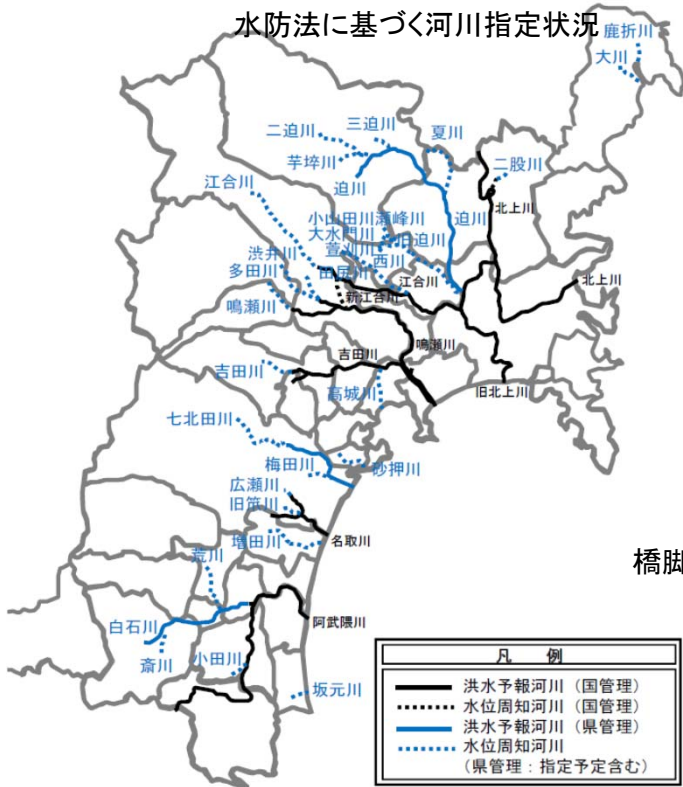 水防法に基づく河川指定状況
鹿折川
大川
三迫川
夏川
二迫川
芋埣川
二股川
江合川
迫川
北上川
小山田川
瀬峰川
迫川
大水門川
旧迫川
萱刈川
西川
渋井川
田尻川
江合川
北上川
多田川
新江合川
鳴瀬川
鳴瀬川
吉田川
吉田川
高城川
旧北上川
七北田川
梅田川
砂押川
広瀬川
旧笊川
増田川
名取川
荒川
橋脚
白石川
阿武隈川
斎川
小田川
坂元川
凡 例
洪水予報河川（国管理）
水位周知河川（国管理）
洪水予報河川（県管理）
水位周知河川
（県管理：指定予定含む）